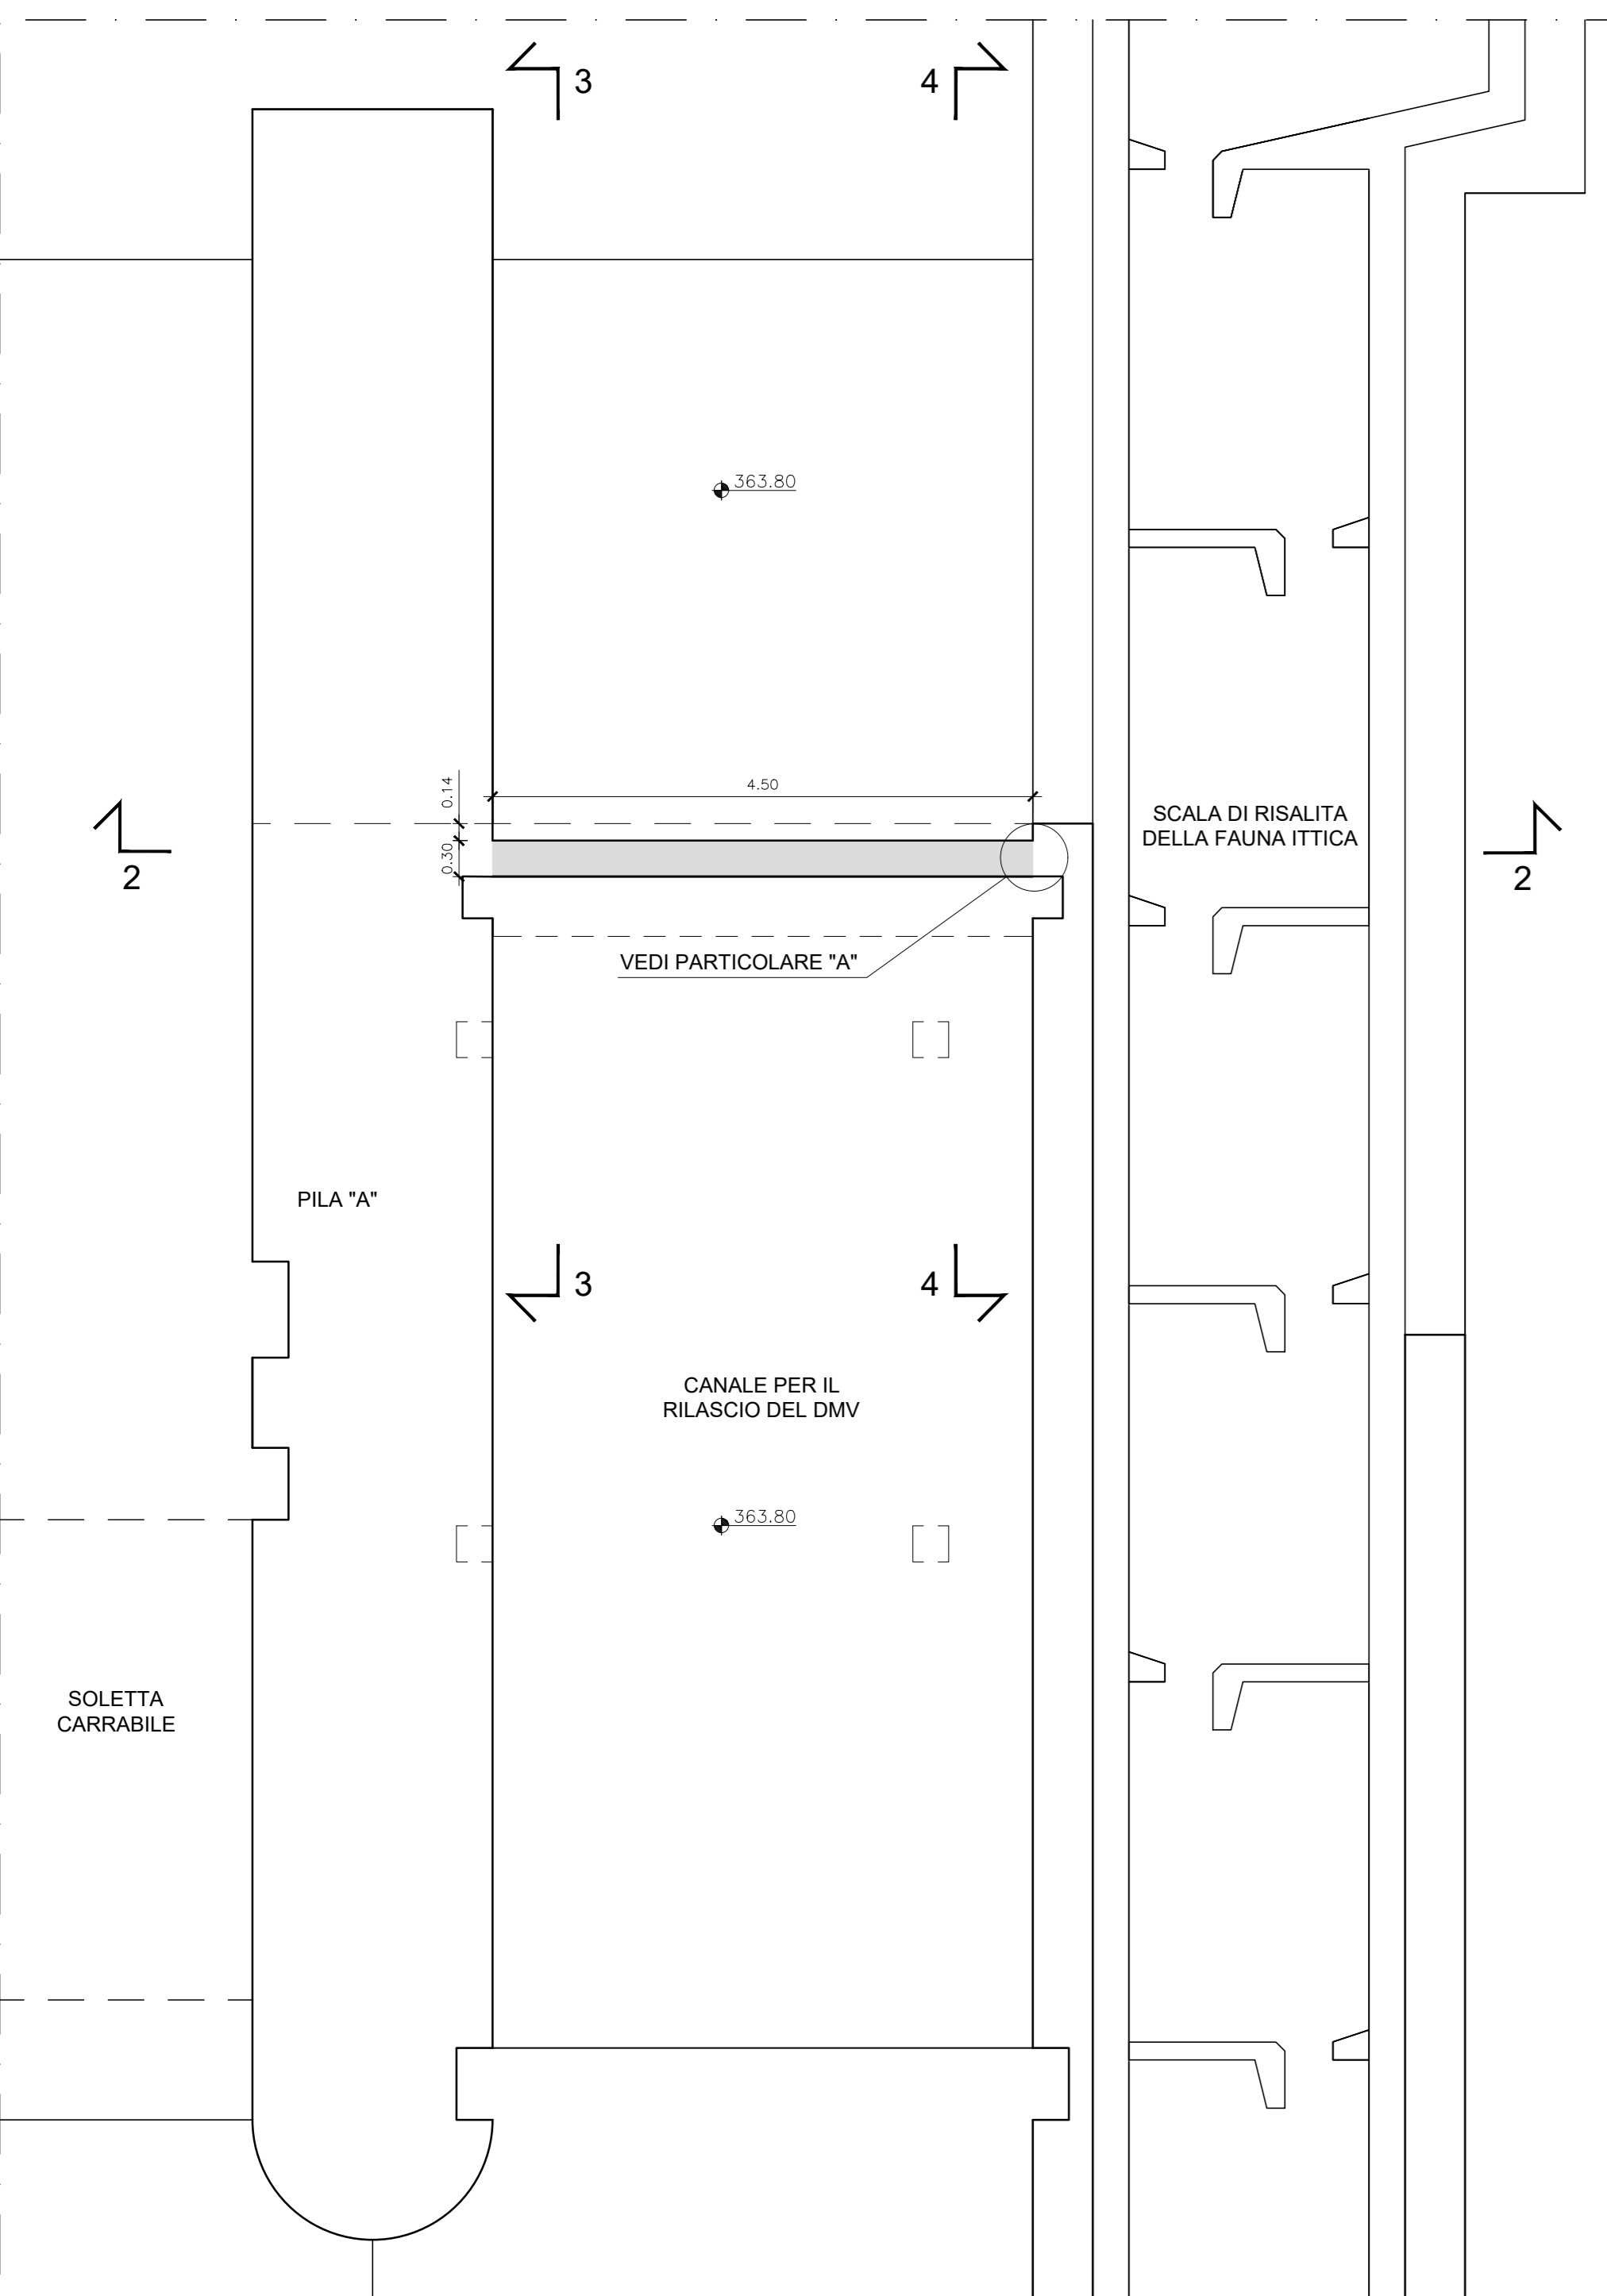 3
4
363.80
0.14
4.50
0.30
SCALA DI RISALITA
DELLA FAUNA ITTICA
2
2
VEDI PARTICOLARE "A"
PILA "A"
3
4
CANALE PER IL
RILASCIO DEL DMV
363.80
SOLETTA
CARRABILE